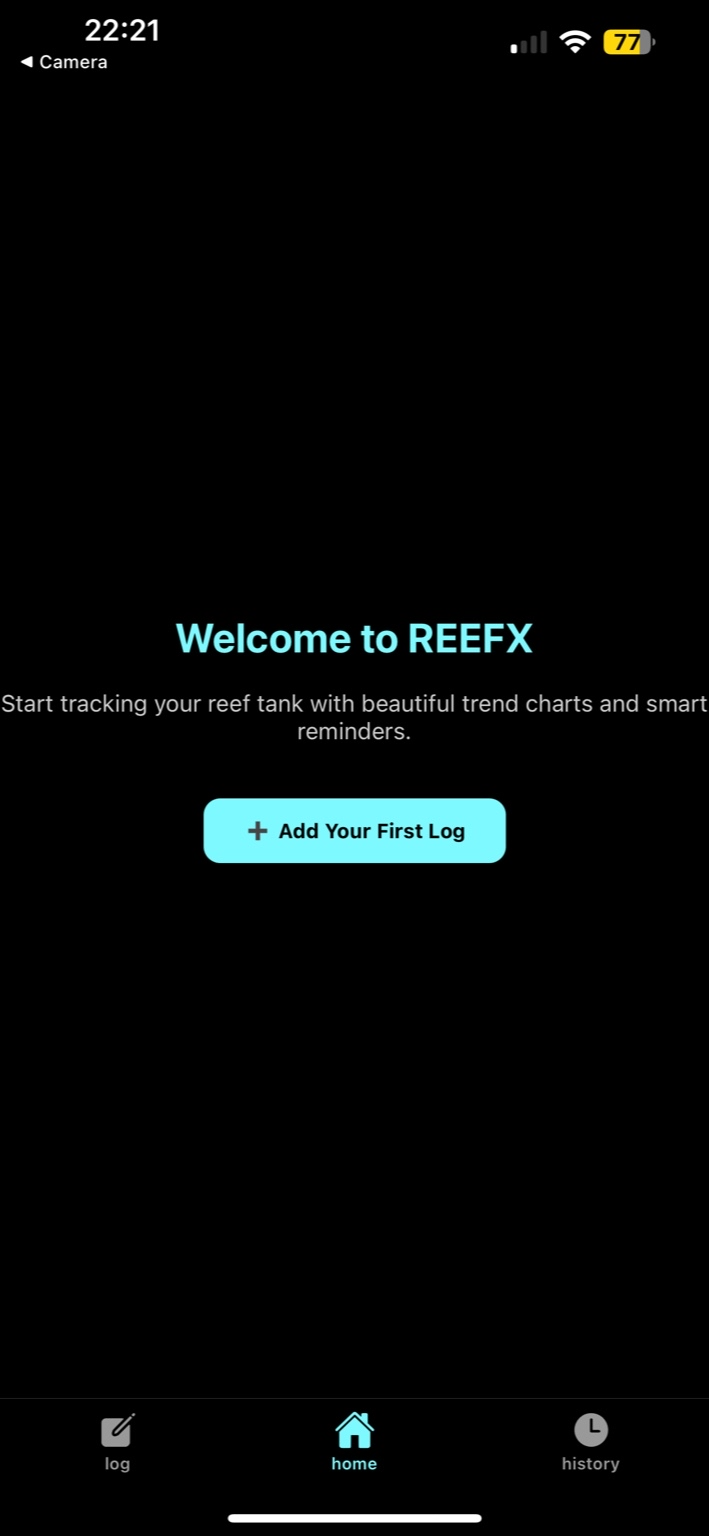 22:21
77
◀ Camera
Welcome to REEFX
Start tracking your reef tank with beautiful trend charts and smart
reminders.
➕ Add Your First Log
log
home
history